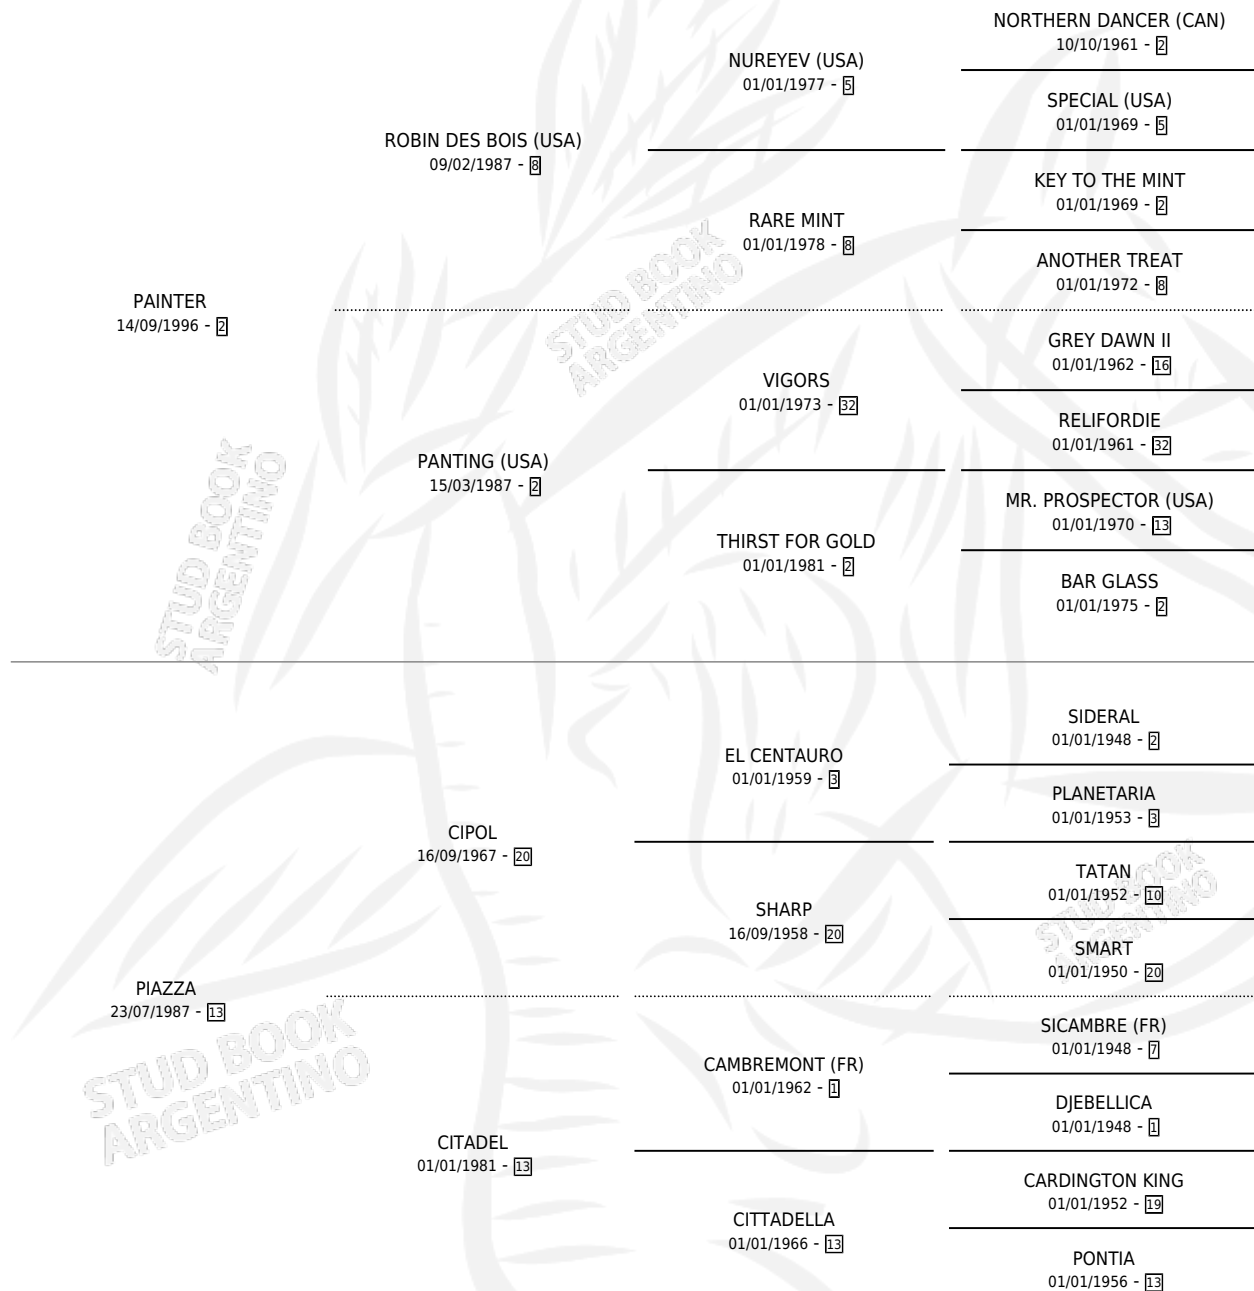 NORTHERN DANCER (CAN)
10/10/1961 - 2
NUREYEV (USA)
01/01/1977 - 5
SPECIAL (USA)
01/01/1969 - 5
ROBIN DES BOIS (USA)
09/02/1987 - 8
KEY TO THE MINT
01/01/1969 - 2
RARE MINT
01/01/1978 - 8
ANOTHER TREAT
01/01/1972 - 8
PAINTER
14/09/1996 - 2
STUD BOOK
ARGENTINO
GREY DAWN II
01/01/1962 - 16
VIGORS
01/01/1973 - 32
RELIFORDIE
01/01/1961 - 32
PANTING (USA)
15/03/1987 - 2
MR. PROSPECTOR (USA)
01/01/1970 - 13
THIRST FOR GOLD
01/01/1981 - 2
BAR GLASS
01/01/1975 - 2
STUD BOOK
ARGENTINO
SIDERAL
01/01/1948 - 2
EL CENTAURO
01/01/1959 - 3
PLANETARIA
01/01/1953 - 3
CIPOL
16/09/1967 - 20
TATAN
01/01/1952 - 10
SHARP
16/09/1958 - 20
STUD BOOK
ARGENTINO
SMART
01/01/1950 - 20
PIAZZA
23/07/1987 - 13
STUD BOOK
ARGENTINO
SICAMBRE (FR)
01/01/1948 - 7
CAMBREMONT (FR)
01/01/1962 - 1
DJEBELLICA
01/01/1948 - 1
CITADEL
01/01/1981 - 13
CARDINGTON KING
01/01/1952 - 19
CITTADELLA
01/01/1966 - 13
PONTIA
01/01/1956 - 13